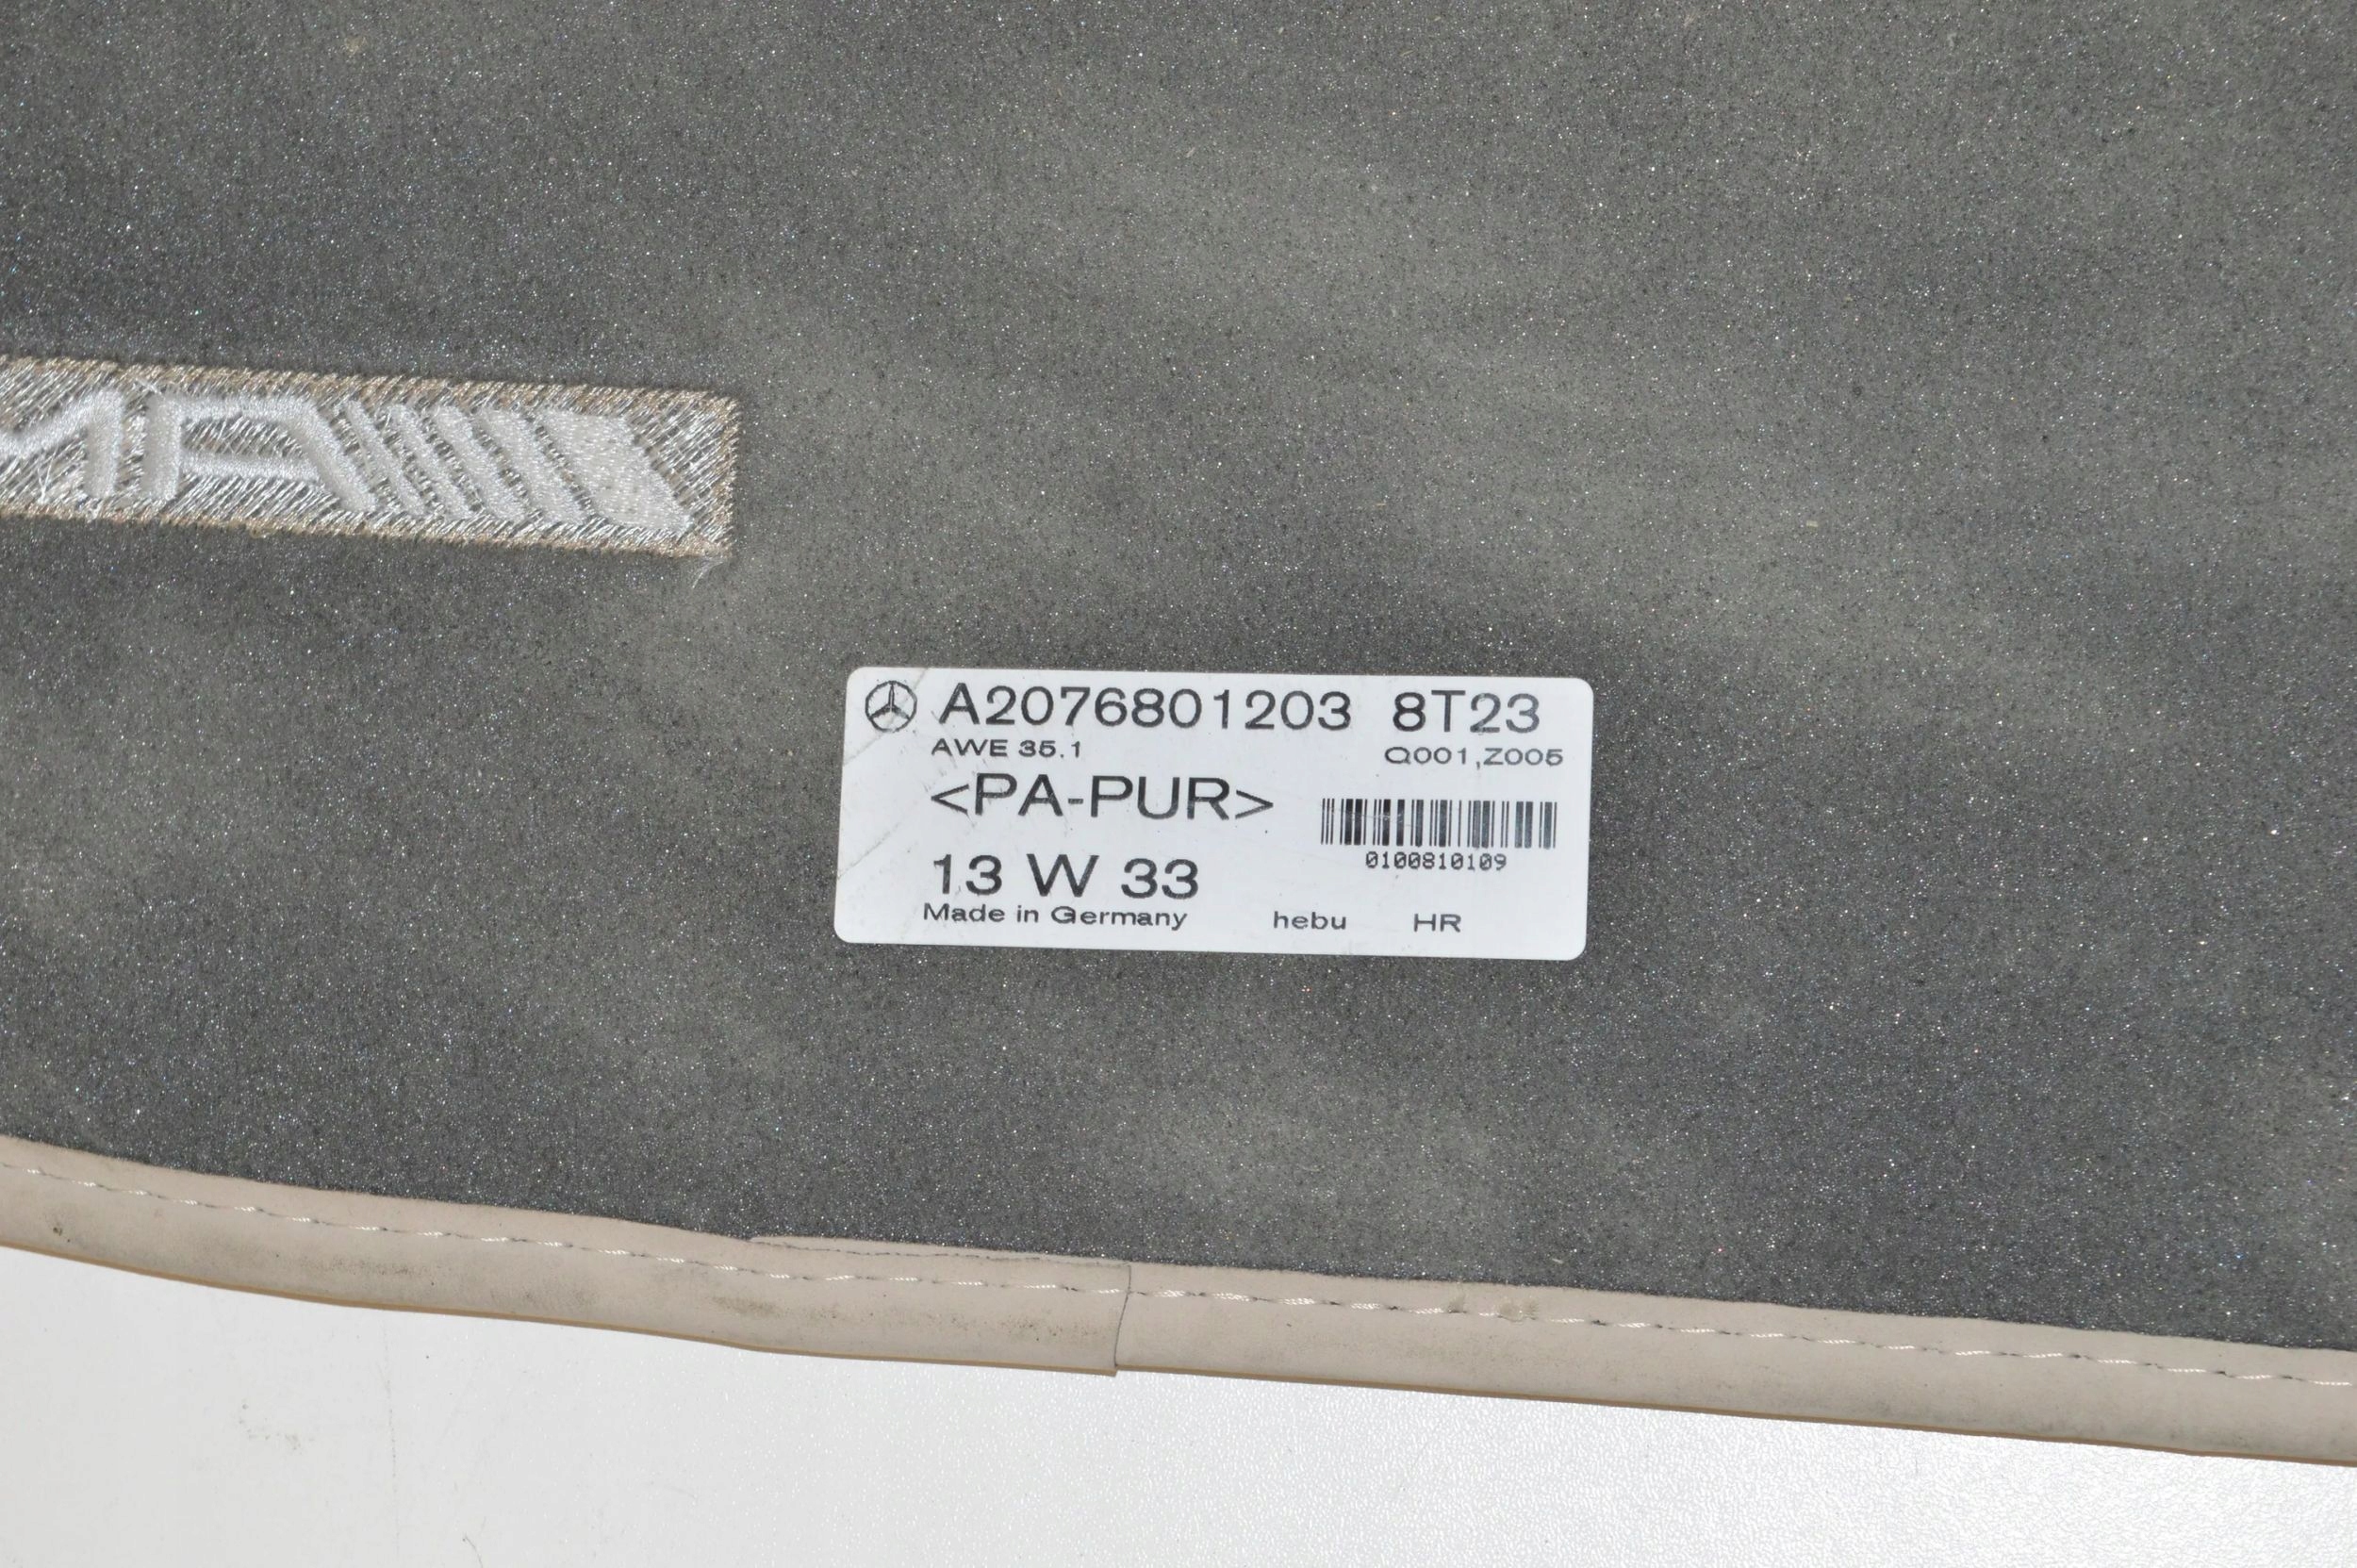 A2076801203 8T23
AWE 35.1 Q001,Z005
<PA-PUR>
0100810109
13 W 33
Made in Germany hebu HR